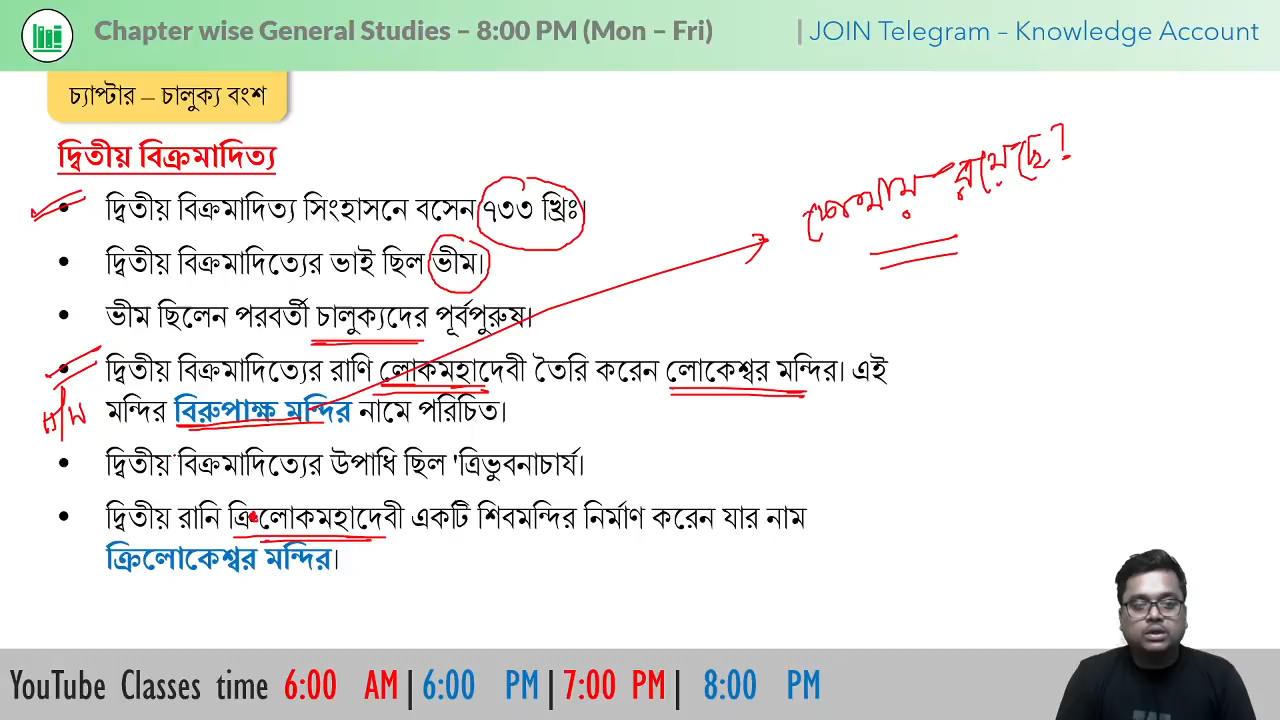 Chapter wise General Studies – 8:00 PM (Mon – Fri)
| JOIN Telegram – Knowledge Account
চ্যাপ্টার – চালুক্য বংশ
দ্বিতীয় বিক্রমাদিত্য
• দ্বিতীয় বিক্রমাদিত্য সিংহাসনে বসেন ৭৩৩ খ্রিঃ।
• দ্বিতীয় বিক্রমাদিত্যের ভাই ছিল ভীম।
• ভীম ছিলেন পরবর্তী চালুক্যদের পূর্বপুরুষ।
• দ্বিতীয় বিক্রমাদিত্যের রাণি লোকমহাদেবী তৈরি করেন লোকেশ্বর মন্দির। এই
মন্দির বিরুপাক্ষ মন্দির নামে পরিচিত।
• দ্বিতীয় বিক্রমাদিত্যের উপাধি ছিল 'ত্রিভুবনাচার্য।
• দ্বিতীয় রানি ত্রিলোকমহাদেবী একটি শিবমন্দির নির্মাণ করেন যার নাম
ক্রিলোকেশ্বর মন্দির।
কোথায় রয়েছে?
H/W
YouTube Classes time 6:00 AM | 6:00 PM | 7:00 PM | 8:00 PM